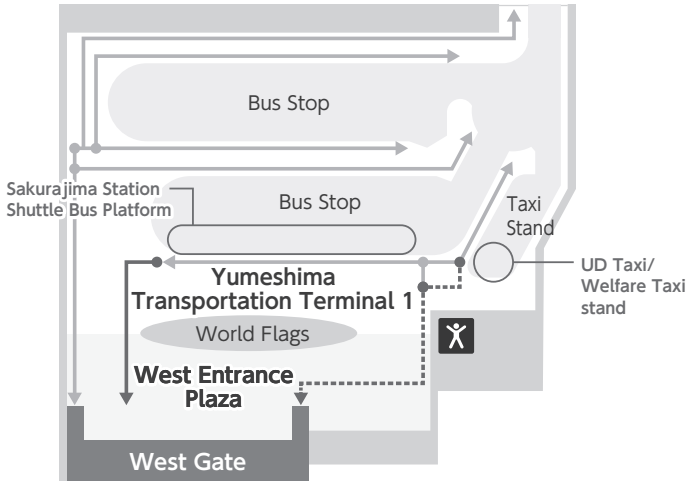 Bus Stop
Sakurajima Station
Shuttle Bus Platform
Bus Stop
Taxi
Stand
UD Taxi/
Welfare Taxi
stand
Yumeshima
Transportation Terminal 1
World Flags
West Entrance
Plaza
West Gate